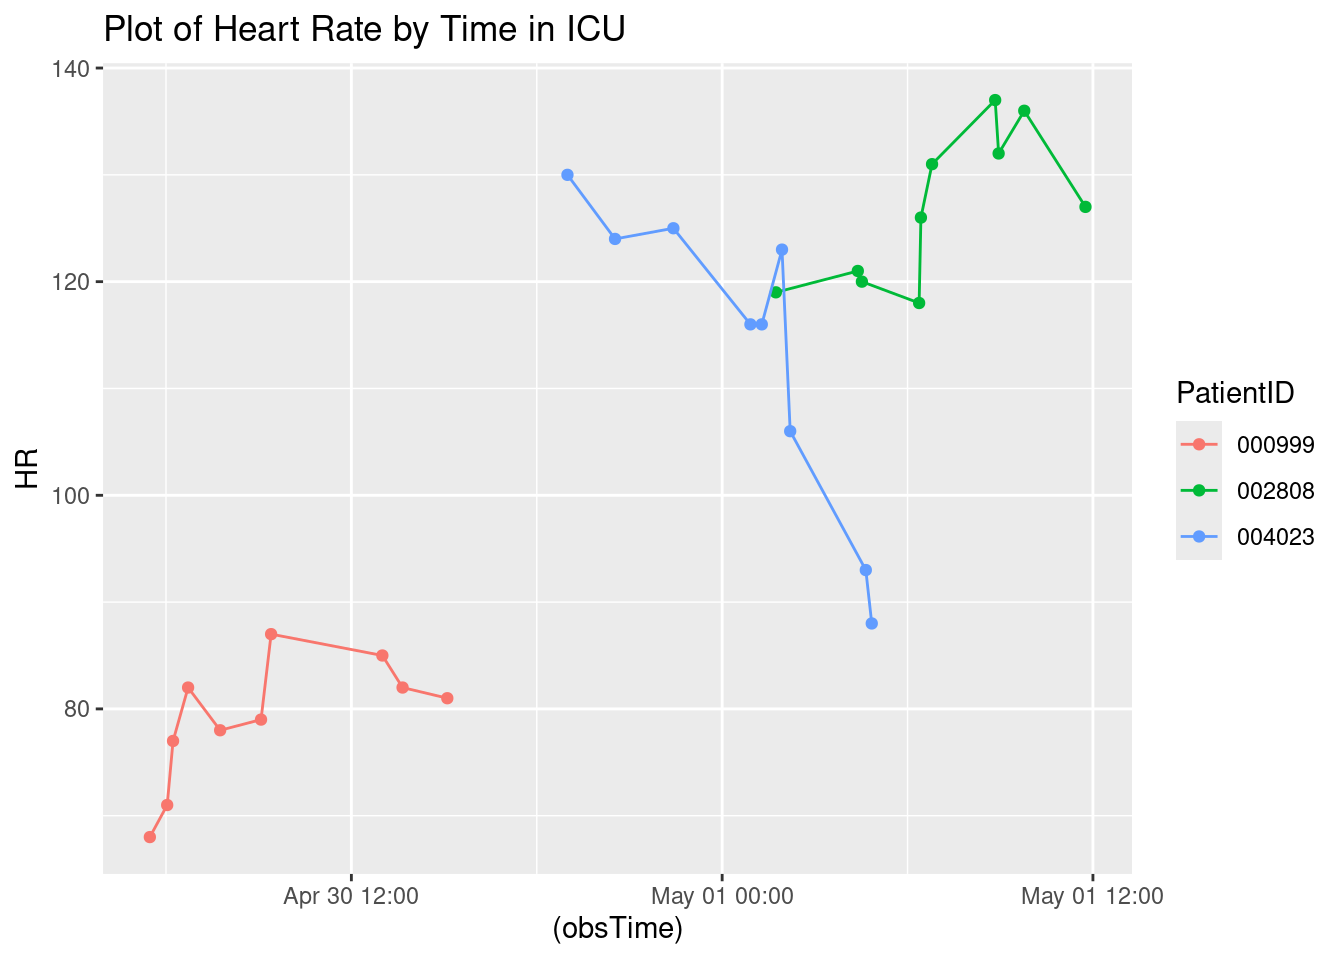 Plot of Heart Rate by Time in ICU
140
120
100
80
HR
Apr 30 12:00
May 01 00:00
May 01 12:00
(obsTime)
PatientID
000999
002808
004023